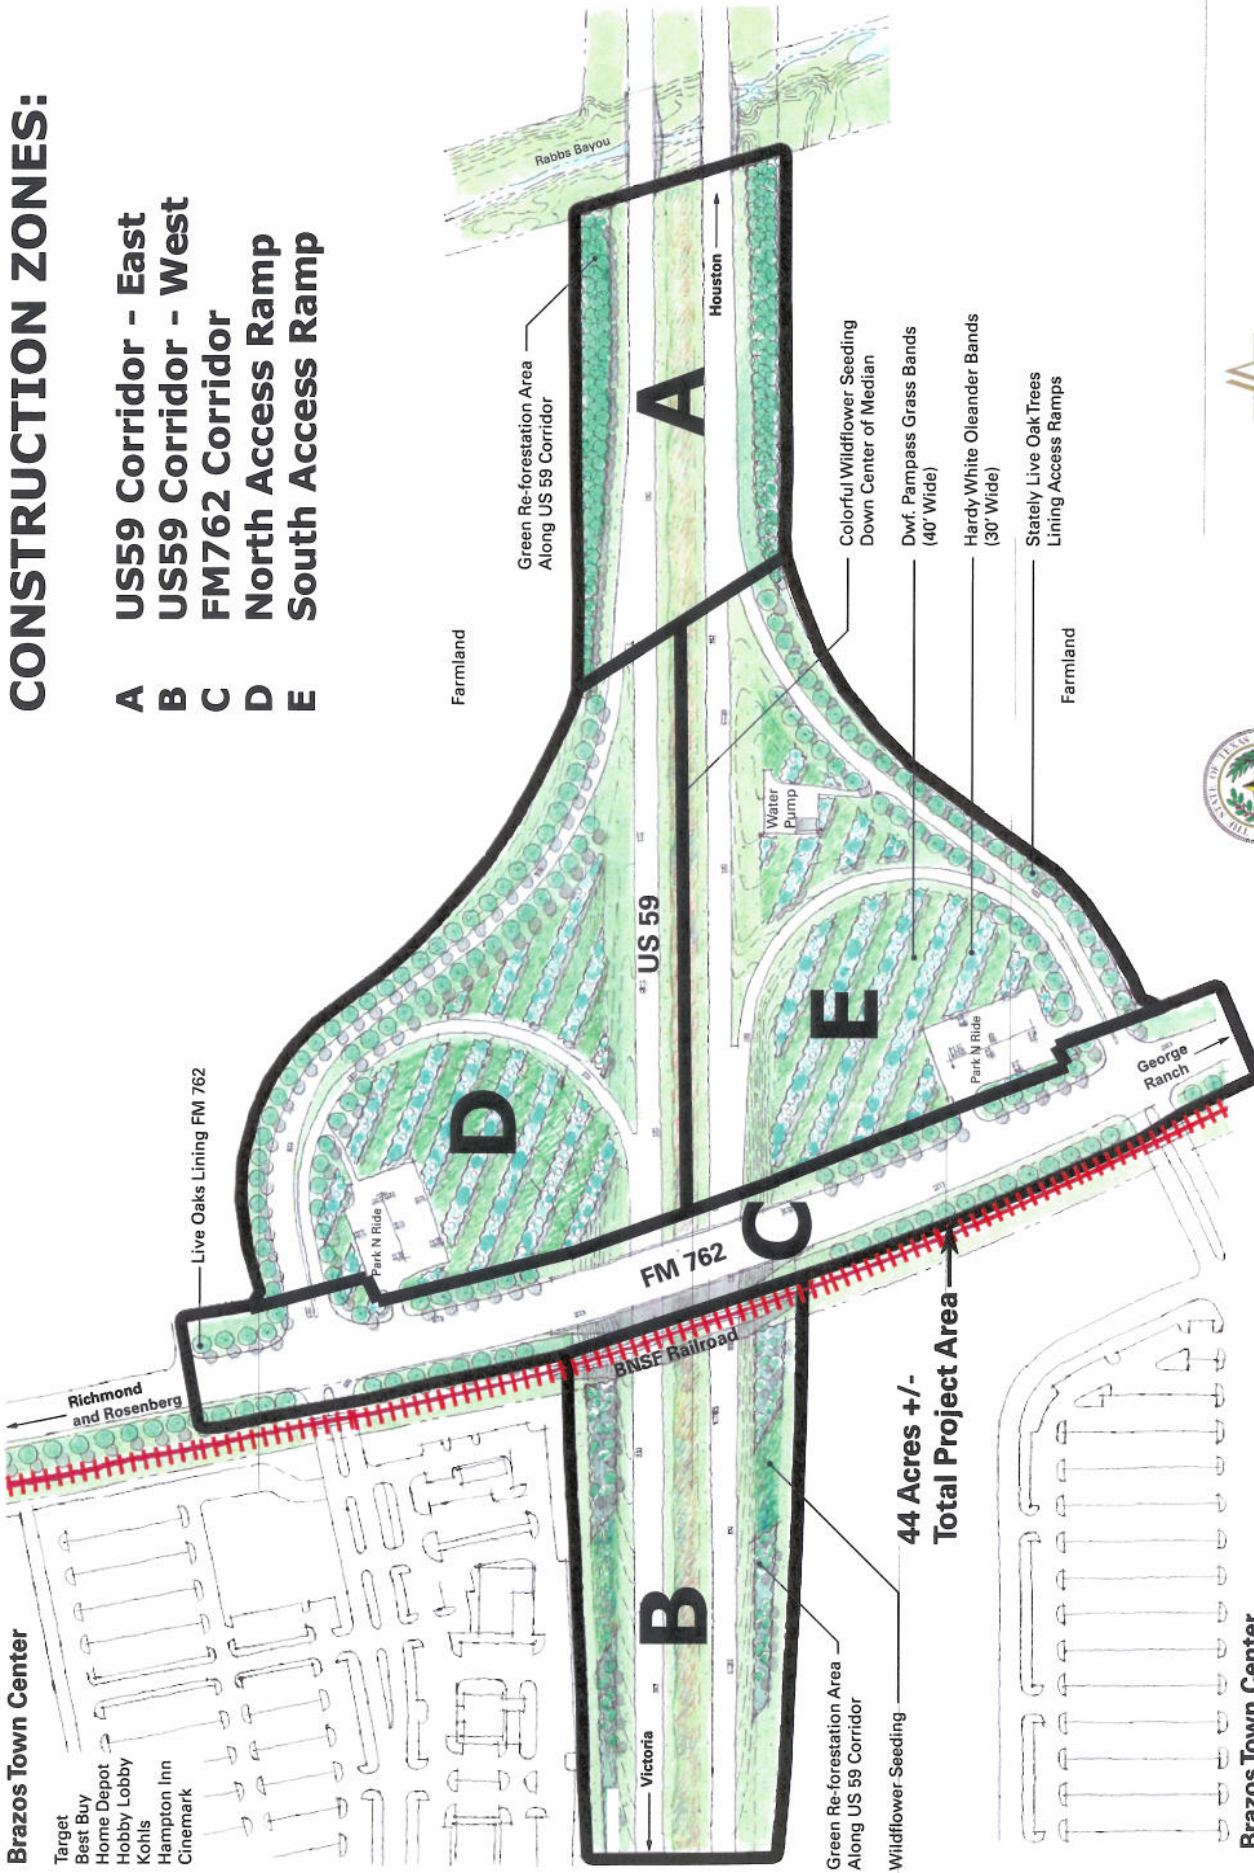 CONSTRUCTION ZONES:
A US59 Corridor - East
B US59 Corridor - West
C FM762 Corridor
D North Access Ramp
E South Access Ramp
Brazos Town Center
Target
Best Buy
Home Depot
Hobby Lobby
Kohls
Hampton Inn
Cinemark
Richmond
and Rosenberg
Live Oaks Lining FM 762
Farmland
Green Re-forestation Area
Along US 59 Corridor
Rabbs Bayou
Park N Ride
D
US 59
A
Houston
Victoria
B
BNSF Railroad
FM 762
C
E
Water
Pump
Park N Ride
George
Ranch
Colorful Wildflower Seeding
Down Center of Median
Dwf. Pampass Grass Bands
(40' Wide)
Hardy White Oleander Bands
(30' Wide)
Stately Live Oak Trees
Lining Access Ramps
Farmland
Green Re-forestation Area
Along US 59 Corridor
Wildflower Seeding
44 Acres +/-
Total Project Area
Brazos Town Center